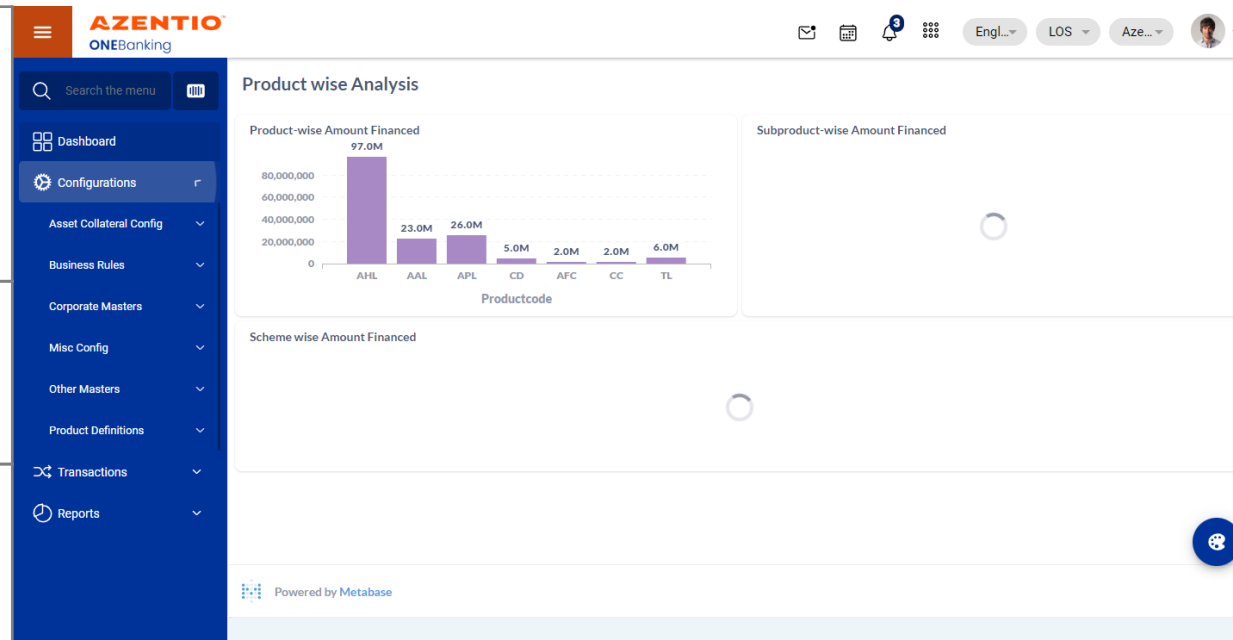 AZENTIO
ONEBanking
3
Engl...
LOS
Aze...
Search the menu
Dashboard
Configurations
Asset Collateral Config
Business Rules
Corporate Masters
Misc Config
Other Masters
Product Definitions
Transactions
Reports
Product wise Analysis
Product-wise Amount Financed
97.0M
80,000,000
60,000,000
40,000,000
20,000,000
0
23.0M
26.0M
5.0M
2.0M
2.0M
6.0M
AHL AAL APL CD AFC CC TL
Productcode
Subproduct-wise Amount Financed
Scheme wise Amount Financed
Powered by Metabase